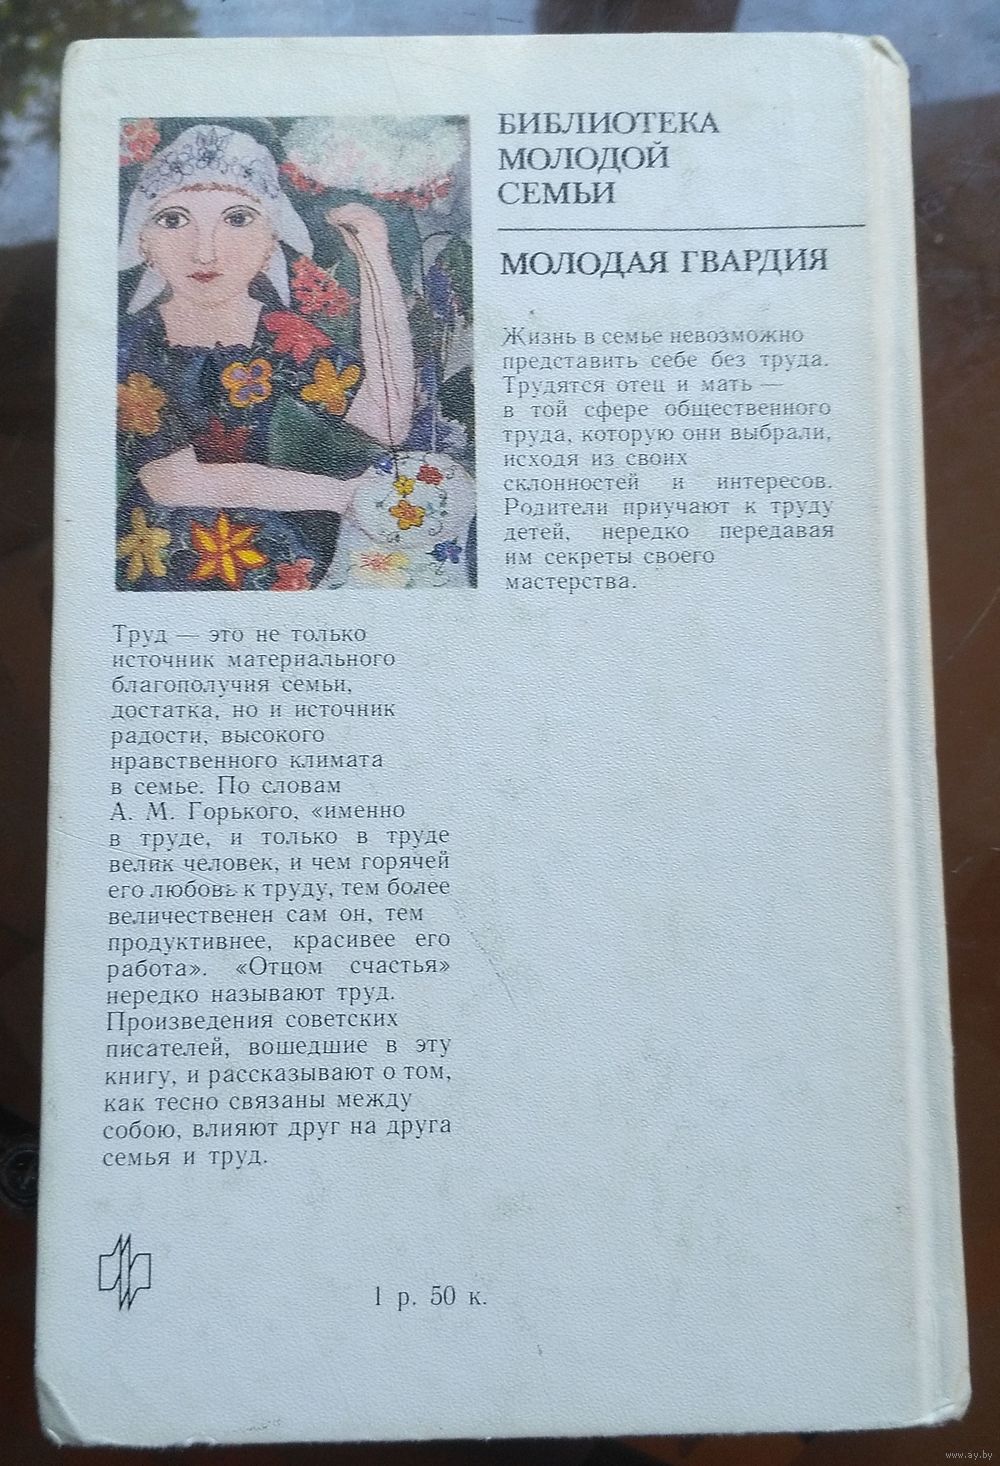 БИБЛИОТЕКА
МОЛОДОЙ
СЕМЬИ
МОЛОДАЯ ГВАРДИЯ
Жизнь в семье невозможно
представить себе без труда.
Трудятся отец и мать —
в той сфере общественного
труда, которую они выбрали,
исходя из своих
склонностей и интересов.
Родители приучают к труду
детей, нередко передавая
им секреты своего
мастерства.
Труд — это не только
источник материального
благополучия семьи,
достатка, но и источник
радости, высокого
нравственного климата
в семье. По словам
А. М. Горького, «именно
в труде, и только в труде
велик человек, и чем горячей
его любовь к труду, тем более
величественен сам он, тем
продуктивнее, красивее его
работа». «Отцом счастья»
нередко называют труд.
Произведения советских
писателей, вошедшие в эту
книгу, и рассказывают о том,
как тесно связаны между
собою, влияют друг на друга
семья и труд.
1 р. 50 к.
www.ay.by